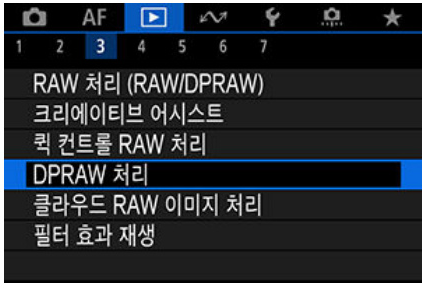 AF
1 2 3 4 5 6 7
RAW 처리 (RAW/DPRAW)
크리에이티브 어시스트
퀵 컨트롤 RAW 처리
DPRAW 처리
클라우드 RAW 이미지 처리
필터 효과 재생